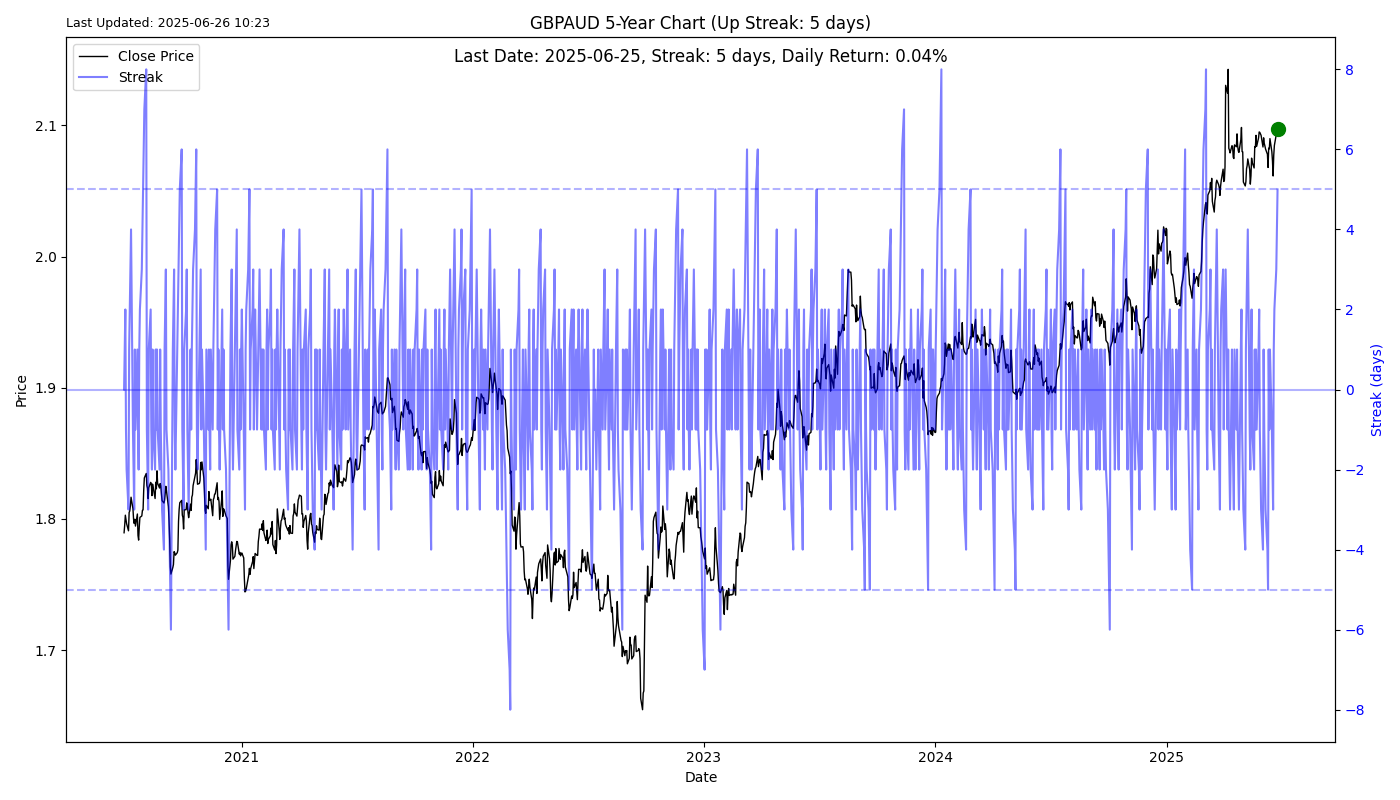 Last Updated: 2025-06-26 10:23
GBPAUD 5-Year Chart (Up Streak: 5 days)
Last Date: 2025-06-25, Streak: 5 days, Daily Return: 0.04%
Close Price
Streak
2.1
2.0
1.9
1.8
1.7
Price
8
6
4
2
0
−2
−4
−6
−8
Streak (days)
2021
2022
2023
2024
2025
Date